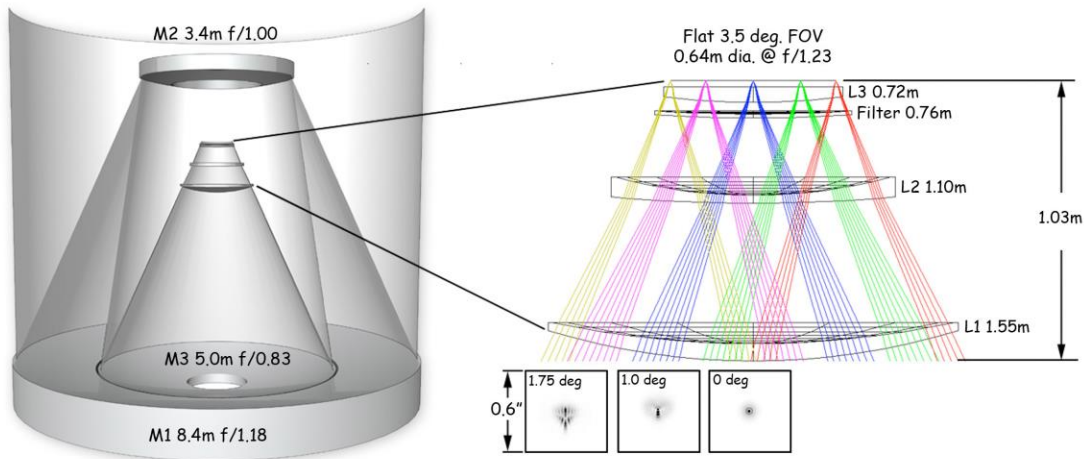 M2 3.4m f/1.00
M3 5.0m f/0.83
M1 8.4m f/1.18
Flat 3.5 deg. FOV
0.64m dia. @ f/1.23
L3 0.72m
Filter 0.76m
L2 1.10m
1.03m
L1 1.55m
0.6”
1.75 deg
1.0 deg
0 deg